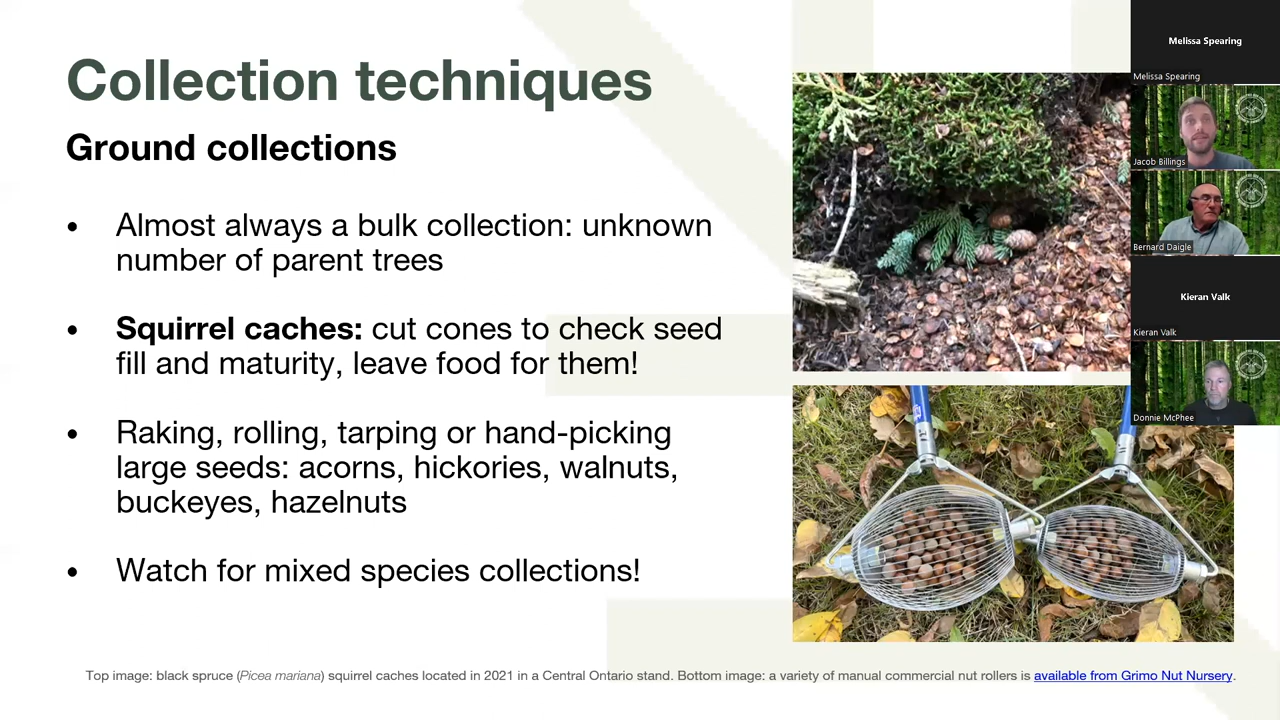 Collection techniques
Ground collections
• Almost always a bulk collection: unknown
number of parent trees
• Squirrel caches: cut cones to check seed
fill and maturity, leave food for them!
• Raking, rolling, tarping or hand-picking
large seeds: acorns, hickories, walnuts,
buckeyes, hazelnuts
• Watch for mixed species collections!
Top image: black spruce (Picea mariana) squirrel caches located in 2021 in a Central Ontario stand. Bottom image: a variety of manual commercial nut rollers is available from Grimo Nut Nursery.
Melissa Spearing
Melissa Spearing
Jacob Billings
Bernard Daigle
Kieran Valk
Kieran Valk
Donnie McPhee